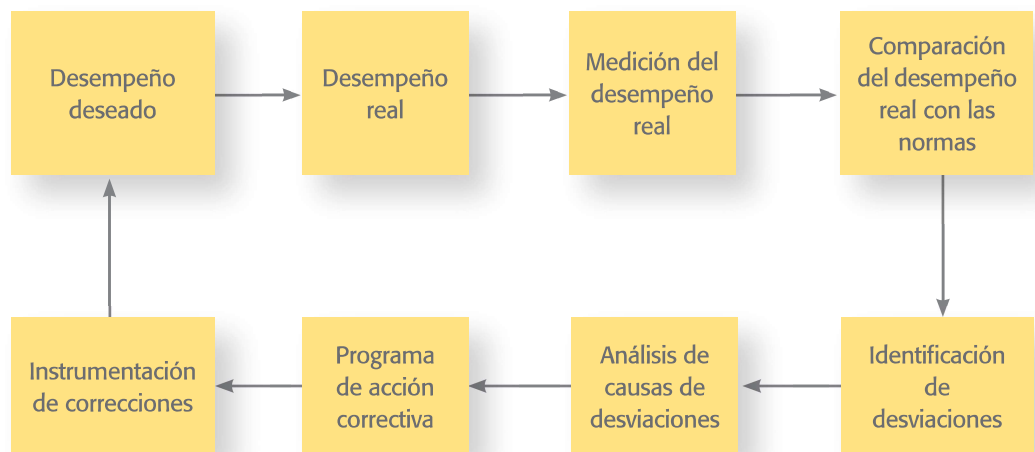 Desempeño
deseado
Desempeño
real
Medición del
desempeño
real
Comparación
del desempeño
real con las
normas
Identificación
de
desviaciones
Análisis de
causas de
desviaciones
Programa
de acción
correctiva
Instrumentación
de correcciones